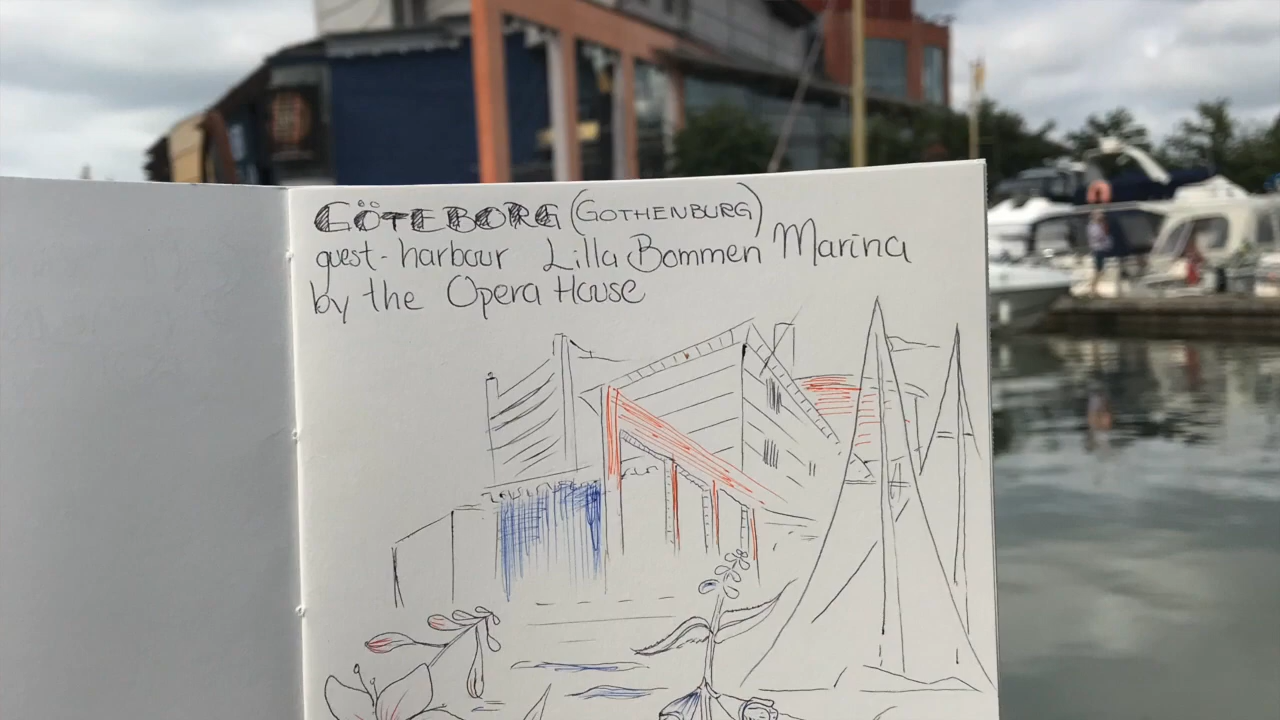 GÖTEBORG (GOTHENBURG)
guest-harbour Lilla Bommen Marina
by the Opera House